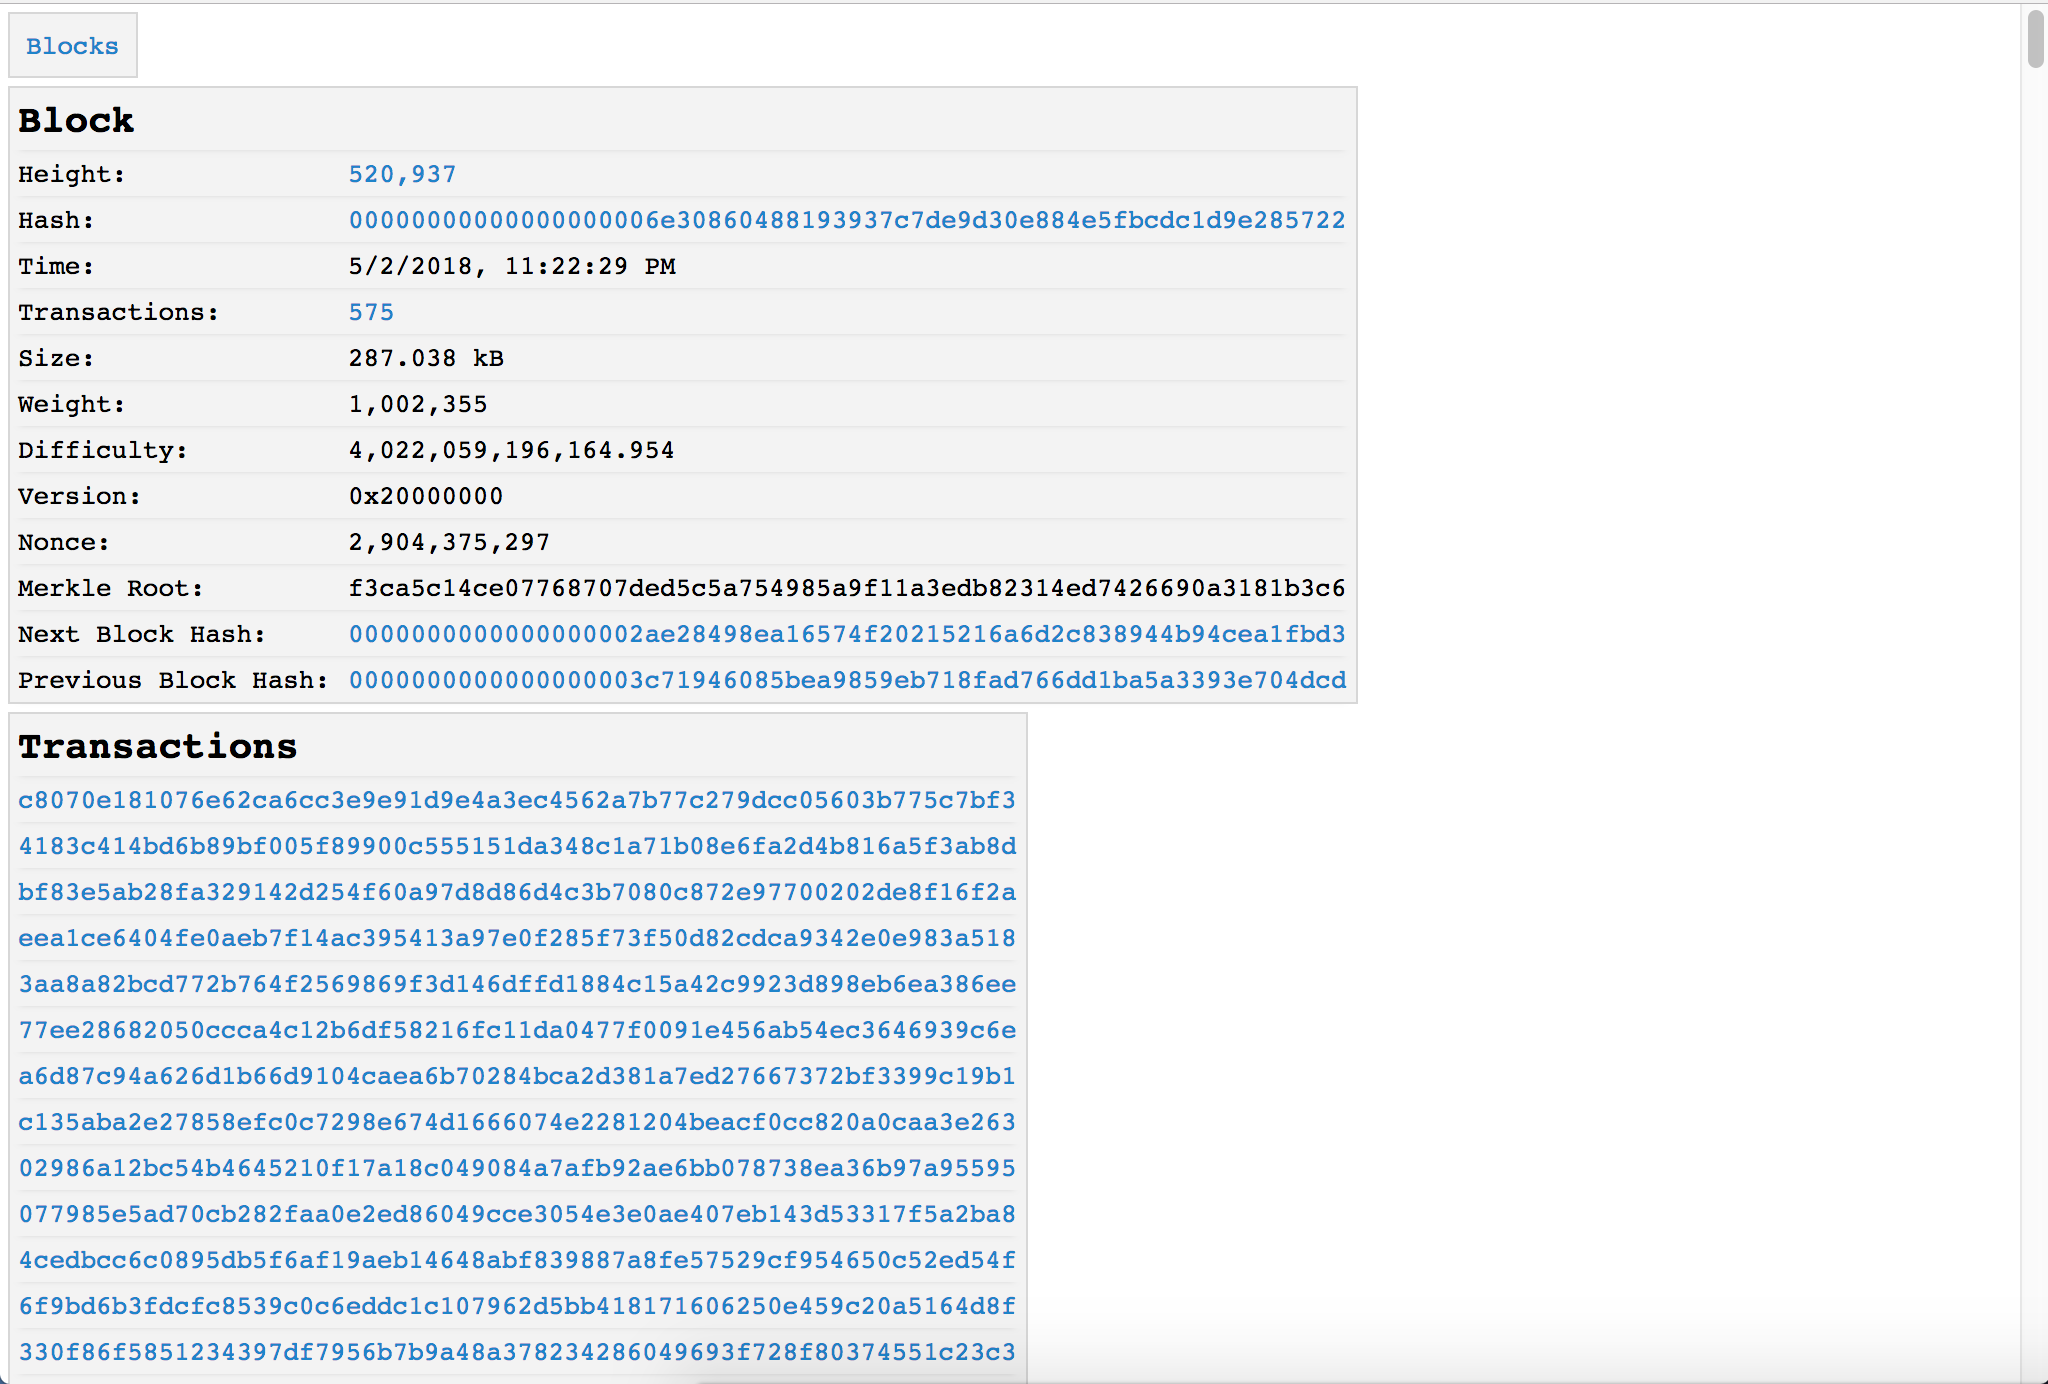 Blocks
Block
Height: 520,937
Hash: 00000000000000000006e30860488193937c7de9d30e884e5fbcdc1d9e285722
Time: 5/2/2018, 11:22:29 PM
Transactions: 575
Size: 287.038 kB
Weight: 1,002,355
Difficulty: 4,022,059,196,164.954
Version: 0x20000000
Nonce: 2,904,375,297
Merkle Root: f3ca5c14ce07768707ded5c5a754985a9f11a3edb82314ed7426690a3181b3c6
Next Block Hash: 0000000000000000002ae28498ea16574f20215216a6d2c838944b94cea1fbd3
Previous Block Hash: 0000000000000000003c71946085bea9859eb718fad766dd1ba5a3393e704dcd
Transactions
c8070e181076e62ca6cc3e9e91d9e4a3ec4562a7b77c279dcc05603b775c7bf3
4183c414bd6b89bf005f89900c555151da348c1a71b08e6fa2d4b816a5f3ab8d
bf83e5ab28fa329142d254f60a97d8d86d4c3b7080c872e97700202de8f16f2a
eea1ce6404fe0aeb7f14ac395413a97e0f285f73f50d82cdca9342e0e983a518
3aa8a82bcd772b764f2569869f3d146dffd1884c15a42c9923d898eb6ea386ee
77ee28682050ccca4c12b6df58216fc11da0477f0091e456ab54ec3646939c6e
a6d87c94a626d1b66d9104caea6b70284bca2d381a7ed27667372bf3399c19b1
c135aba2e27858efc0c7298e674d1666074e2281204beacf0cc820a0caa3e263
02986a12bc54b4645210f17a18c049084a7afb92ae6bb078738ea36b97a95595
077985e5ad70cb282faa0e2ed86049cce3054e3e0ae407eb143d53317f5a2ba8
4cedbcc6c0895db5f6af19aeb14648abf839887a8fe57529cf954650c52ed54f
6f9bd6b3fdcfc8539c0c6eddc1c107962d5bb418171606250e459c20a5164d8f
330f86f5851234397df7956b7b9a48a378234286049693f728f80374551c23c3